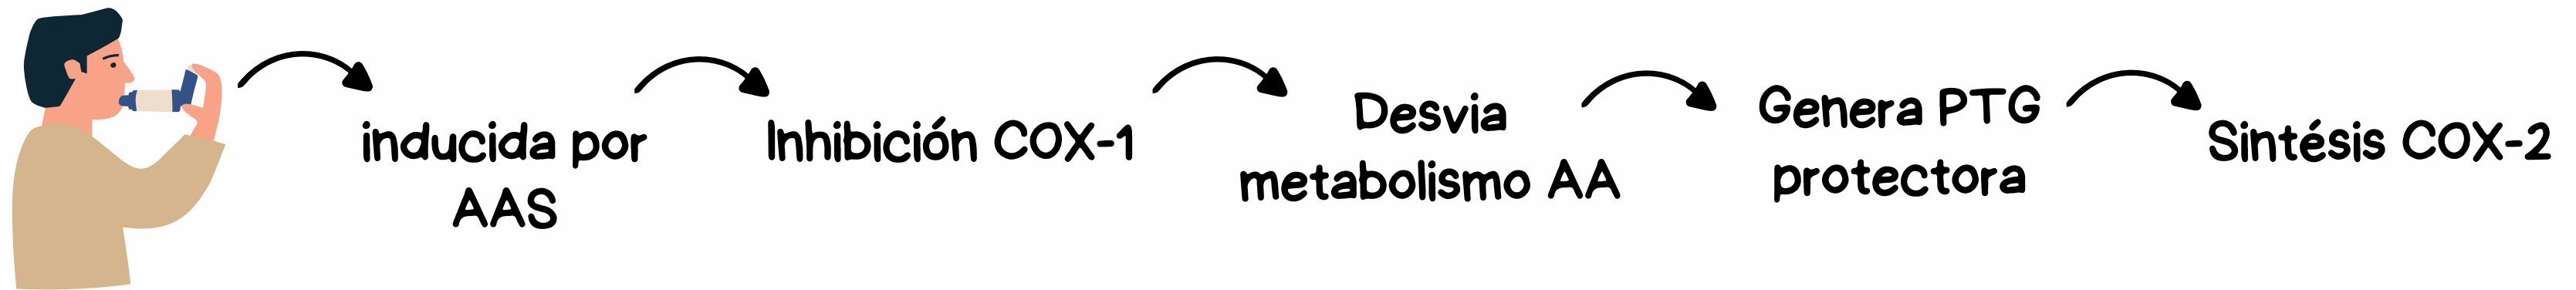 inducida por
AAS
Inhibición COX-1
Desvia
metabolismo AA
Genera PTG
protectora
Sintésis COX-2